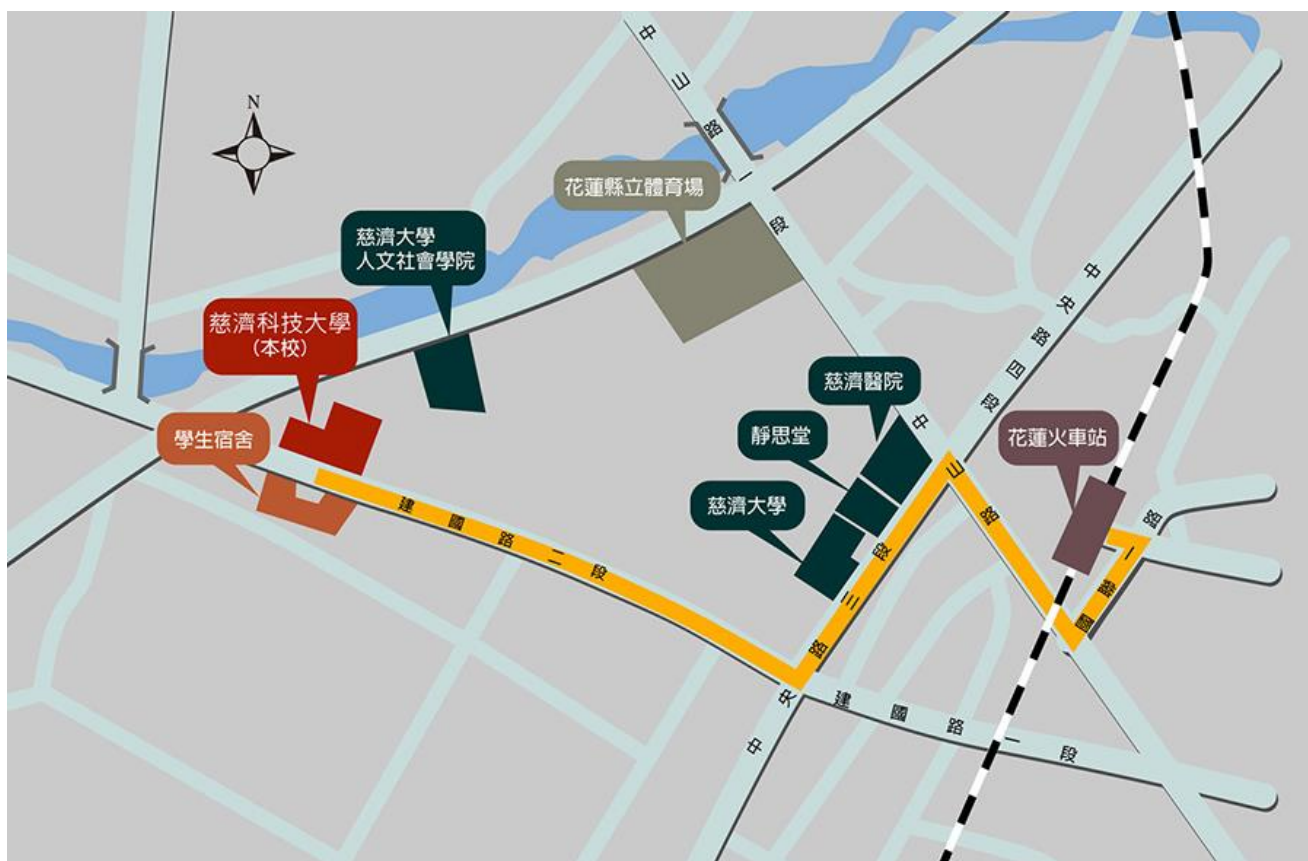 中山路一段
N
花蓮縣立體育場
慈濟大學
人文社會學院
中央路四段
慈濟科技大學
(本校)
慈濟醫院
中山路
學生宿舍
靜思堂
花蓮火車站
慈濟大學
國聯一路
建國路二段
中央路三段
建國路一段